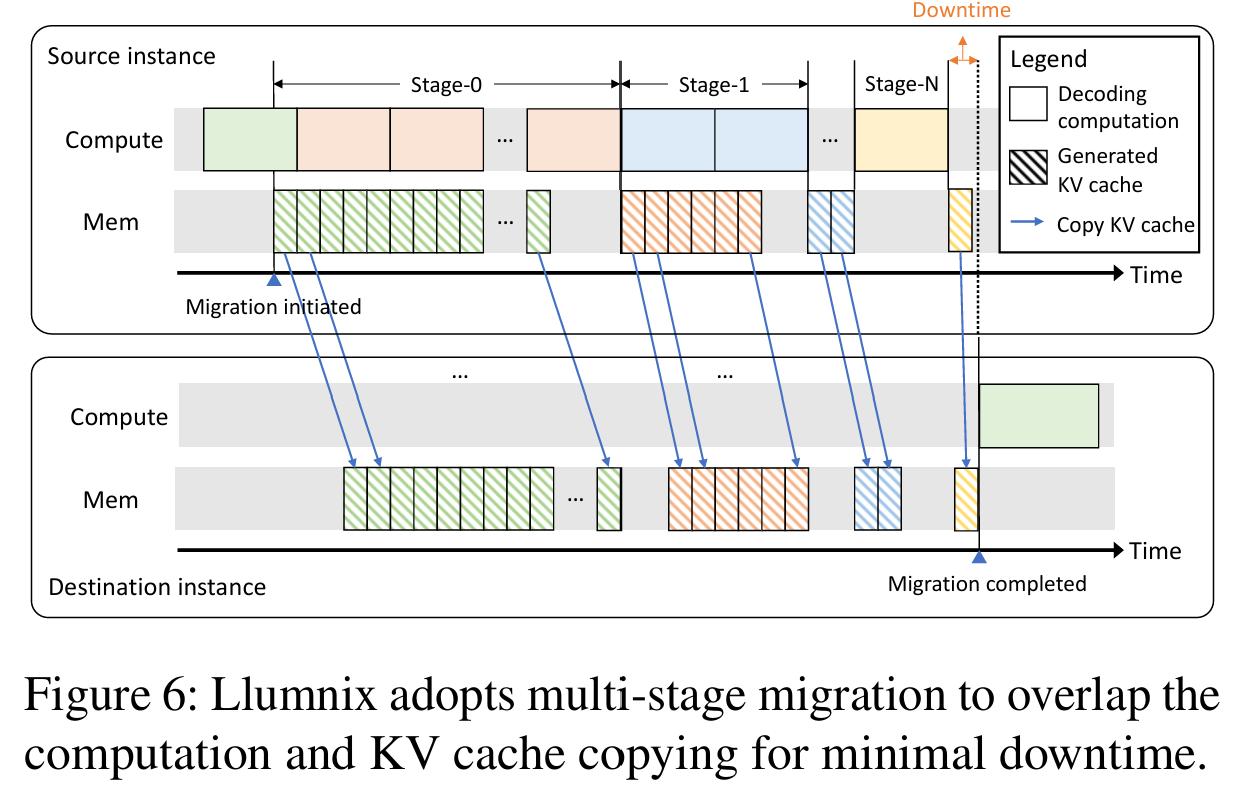 Downtime
Source instance
Legend
Stage-0
Stage-1
Stage-N
Decoding
computation
Compute
...
...
Generated
KV cache
Mem
...
Copy KV cache
Time
Migration initiated
...
...
Compute
Mem
...
Time
Destination instance
Migration completed
Figure 6: Llumnix adopts multi-stage migration to overlap the
computation and KV cache copying for minimal downtime.